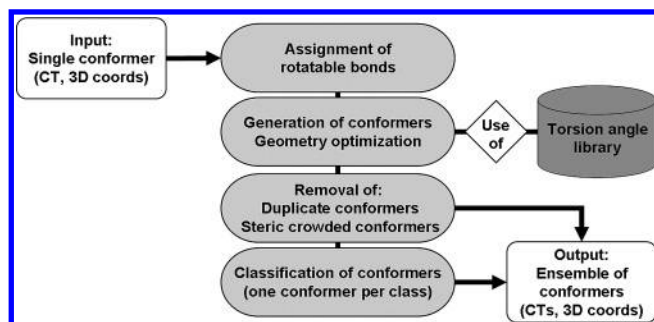 Input:
Single conformer
(CT, 3D coords)
Assignment of
rotatable bonds
Generation of conformers
Geometry optimization
Use
of
Torsion angle
library
Removal of:
Duplicate conformers
Steric crowded conformers
Classification of conformers
(one conformer per class)
Output:
Ensemble of
conformers
(CTs, 3D coords)